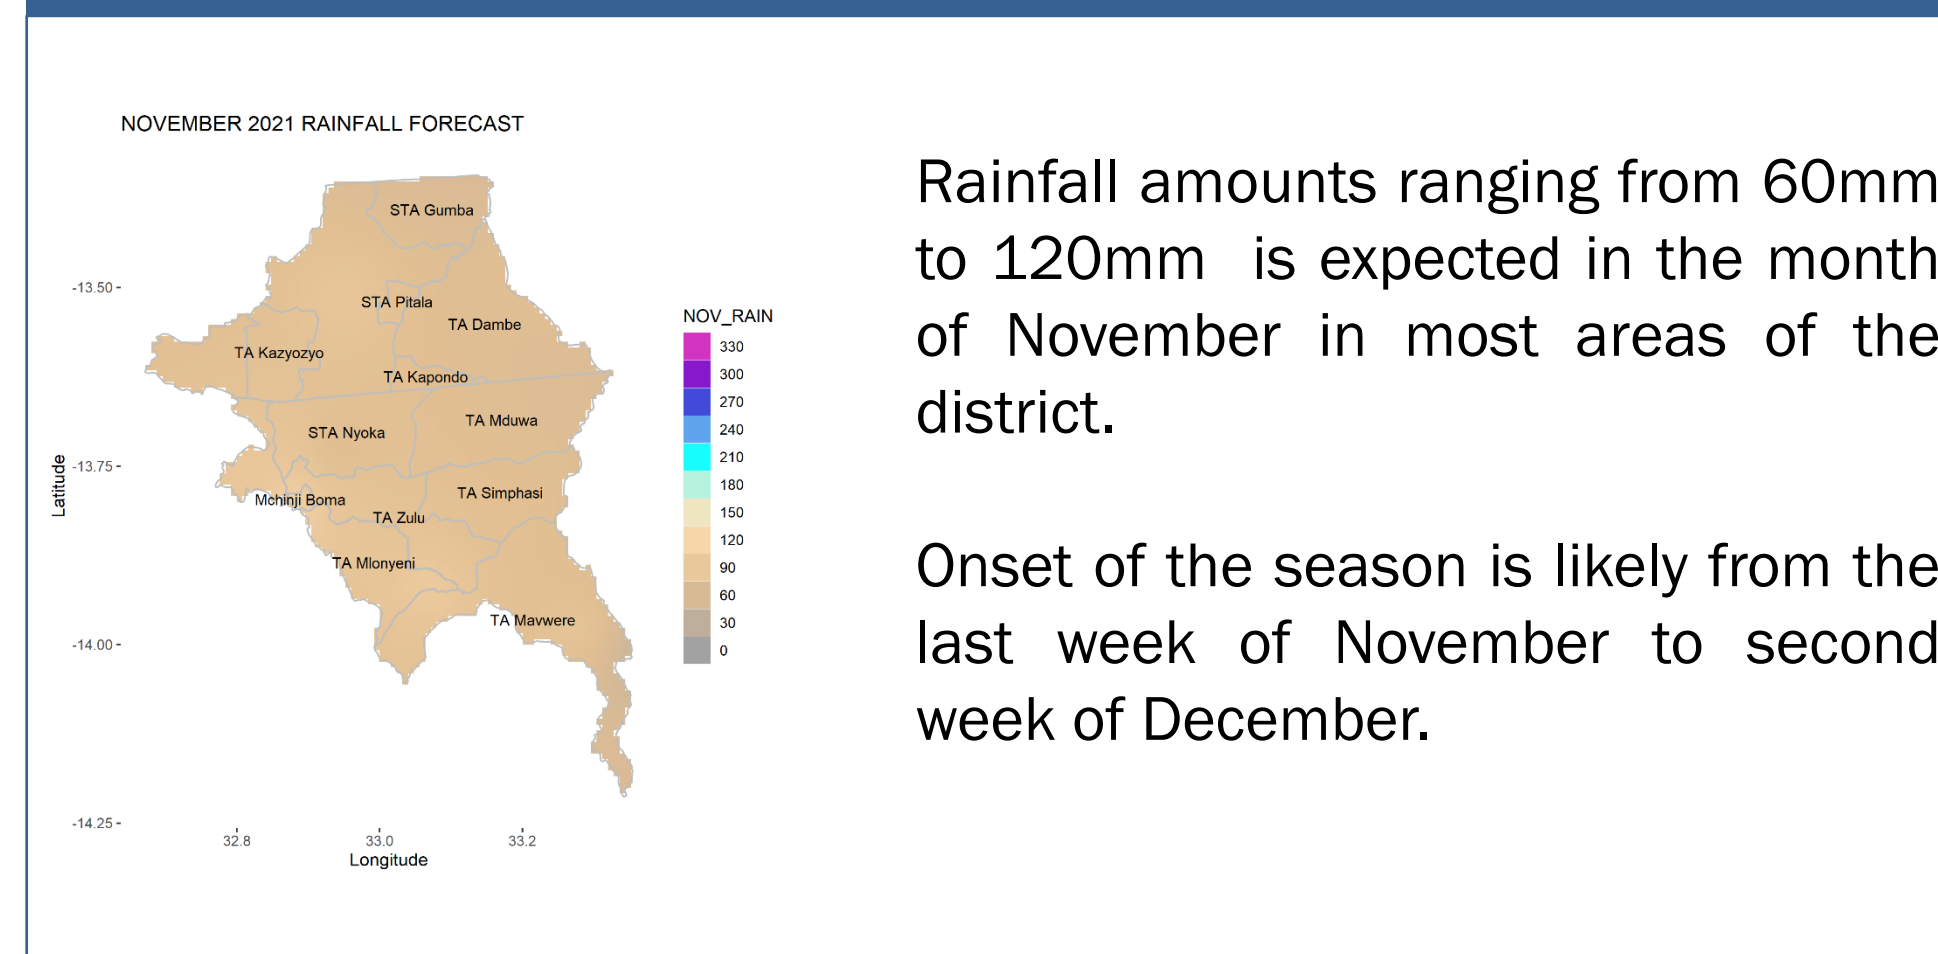 NOVEMBER 2021 RAINFALL FORECAST
STA Gumba
STA Pitala
TA Dambe
TA Kazyozyo
TA Kapondo
TA Mduwa
STA Nyoka
TA Simphasi
Mchinji Boma
TA Zulu
TA Mlonyeni
TA Mavwere
-13.50
-13.75
-14.00
-14.25
Latitude
32.8
33.0
33.2
Longitude
NOV_RAIN
330
300
270
240
210
180
150
120
90
60
30
0
Rainfall amounts ranging from 60mm
to 120mm is expected in the month
of November in most areas of the
district.
Onset of the season is likely from the
last week of November to second
week of December.